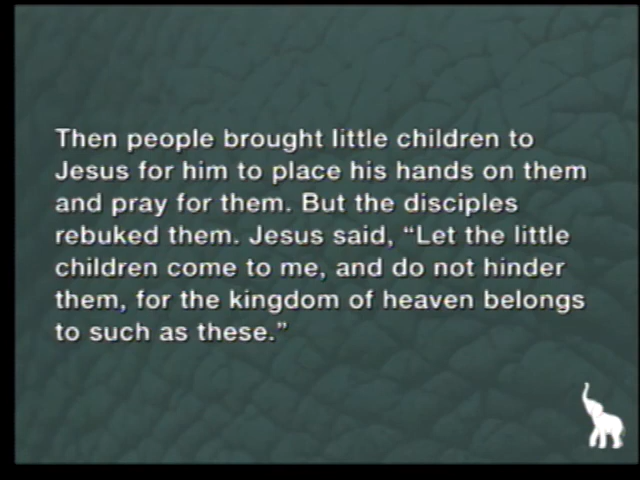 Then people brought little children to
Jesus for him to place his hands on them
and pray for them. But the disciples
rebuked them. Jesus said, “Let the little
children come to me, and do not hinder
them, for the kingdom of heaven belongs
to such as these.”